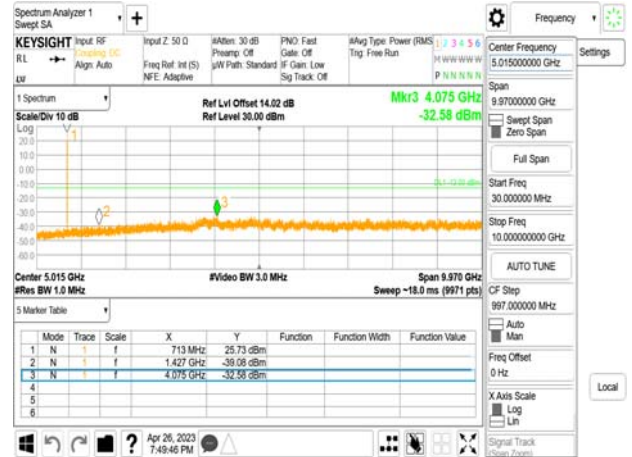 Spectrum Analyzer 1
Swept SA
Frequency
KEYSIGHT
RL
Input: RF
Coupling: DC
Align: Auto
Input Z: 50 Ω
Freq Ref: Int (S)
NFE: Adaptive
#Atten: 30 dB
Preamp: Off
µW Path: Standard
PNO: Fast
Gate: Off
IF Gain: Low
Sig Track: Off
#Avg Type: Power (RMS
Trig: Free Run
1 2 3 4 5 6
M W W W W W
P N N N N N
1 Spectrum
Scale/Div 10 dB
Ref Lvl Offset 14.02 dB
Ref Level 30.00 dBm
Mkr3 4.075 GHz
-32.58 dBm
Log
20.0
10.0
0.00
-10.0
-20.0
-30.0
-40.0
-50.0
-60.0
1
2
3
DL1 -13.00 dBm
Center 5.015 GHz
#Res BW 1.0 MHz
#Video BW 3.0 MHz
Span 9.970 GHz
Sweep ~18.0 ms (9971 pts)
5 Marker Table
Mode Trace Scale X Y Function Function Width Function Value
1 N 1 f 713 MHz 25.73 dBm
2 N 1 f 1.427 GHz -39.08 dBm
3 N 1 f 4.075 GHz -32.58 dBm
4
5
6
Apr 26, 2023
7:49:46 PM
Center Frequency
5.015000000 GHz
Settings
Span
9.97000000 GHz
Swept Span
Zero Span
Full Span
Start Freq
30.000000 MHz
Stop Freq
10.000000000 GHz
AUTO TUNE
CF Step
997.000000 MHz
Auto
Man
Freq Offset
0 Hz
X Axis Scale
Log
Lin
Local
Signal Track
(Span Zoom)